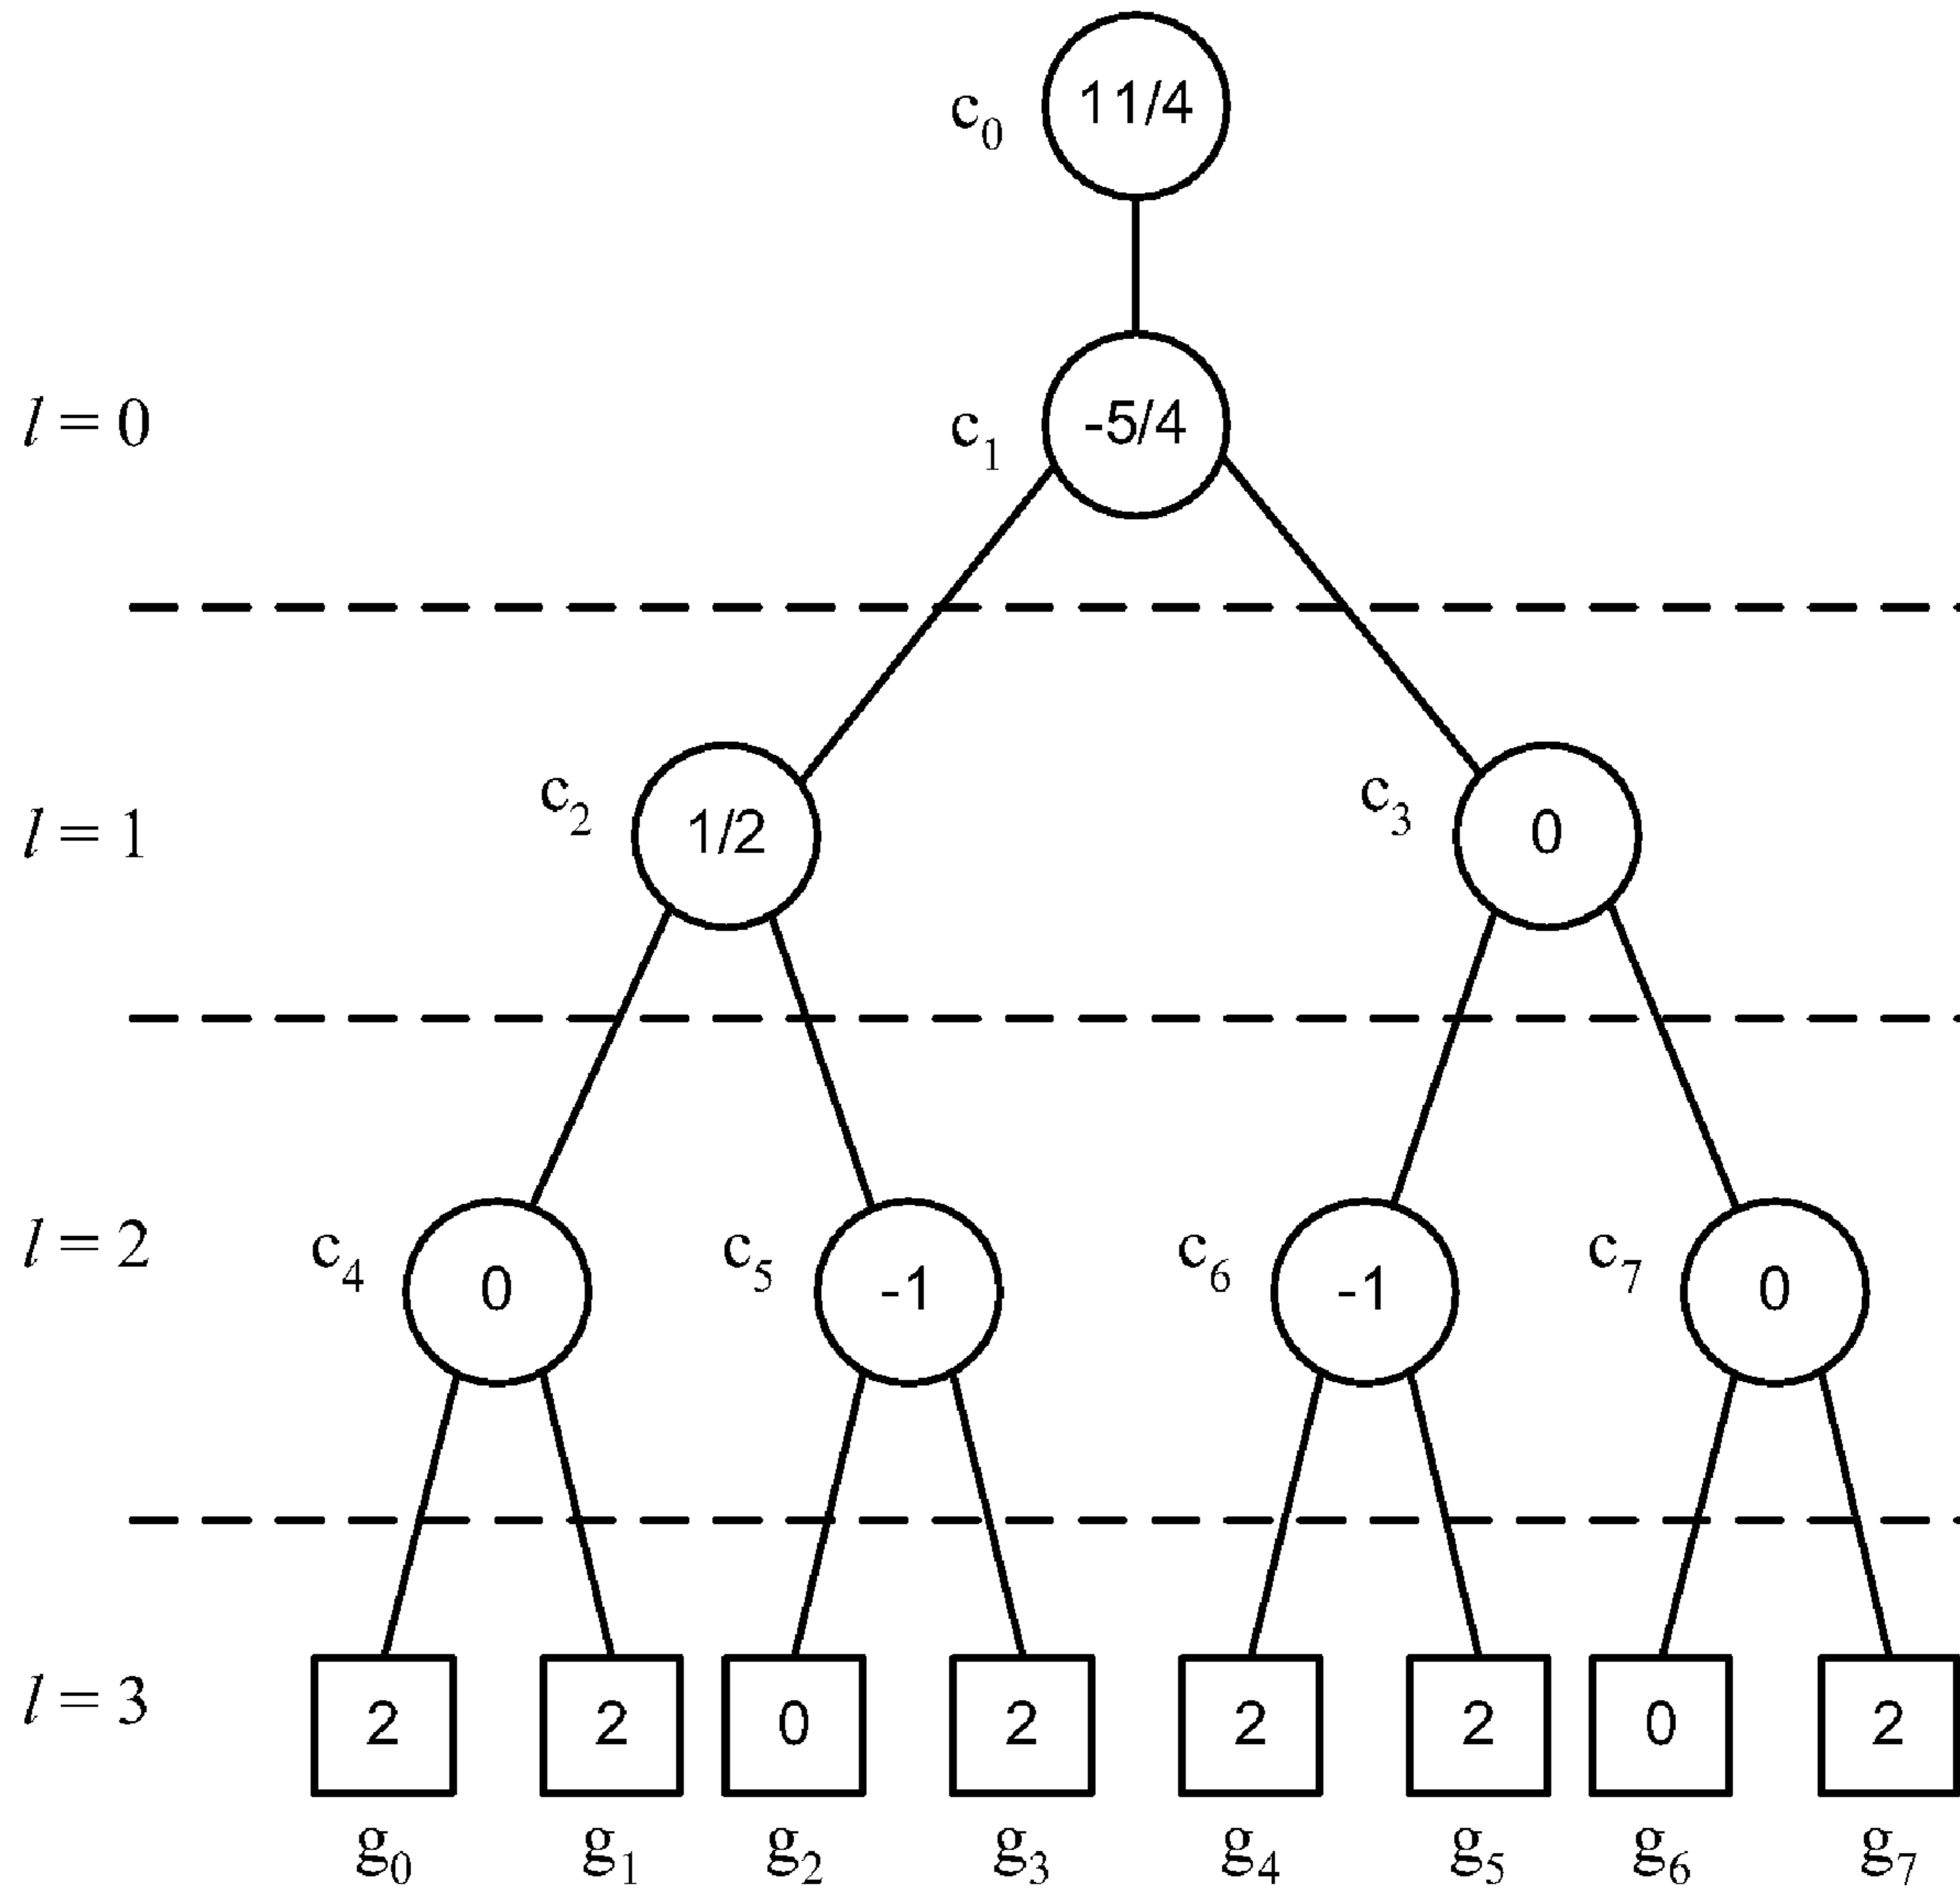 c₀ 11/4
l = 0 c₁ -5/4
l = 1 c₂ 1/2 c₃ 0
l = 2 c₄ 0 c₅ -1 c₆ -1 c₇ 0
l = 3 2 2 0 2 2 2 0 2
g₀ g₁ g₂ g₃ g₄ g₅ g₆ g₇